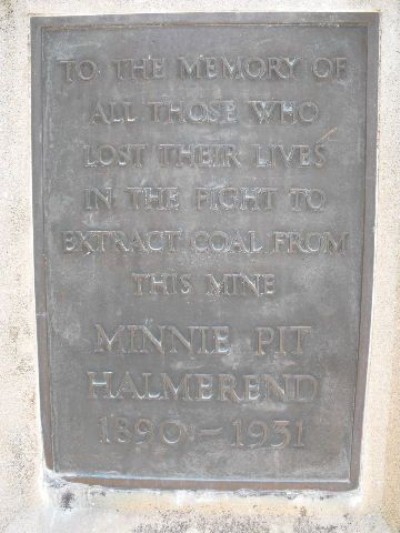 TO THE MEMORY OF
ALL THOSE WHO
LOST THEIR LIVES
IN THE FIGHT TO
EXTRACT COAL FROM
THIS MINE
MINNIE PIT
HALMEREND
1890 - 1931